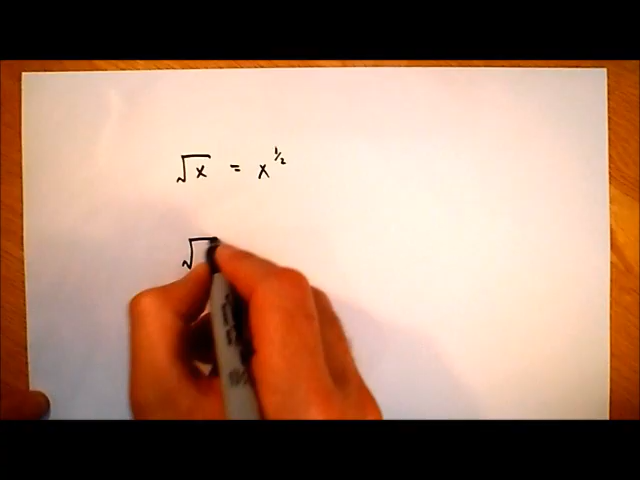 √x = x^½
√